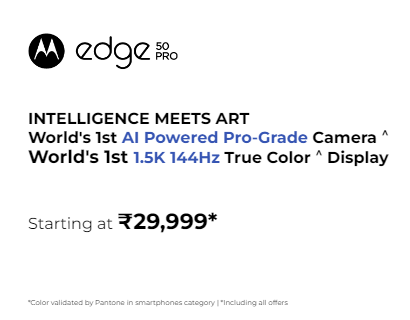 edge 50 PRO
INTELLIGENCE MEETS ART
World's 1st AI Powered Pro-Grade Camera ^
World's 1st 1.5K 144Hz True Color ^ Display
Starting at ₹29,999*
*Color validated by Pantone in smartphones category | *Including all offers